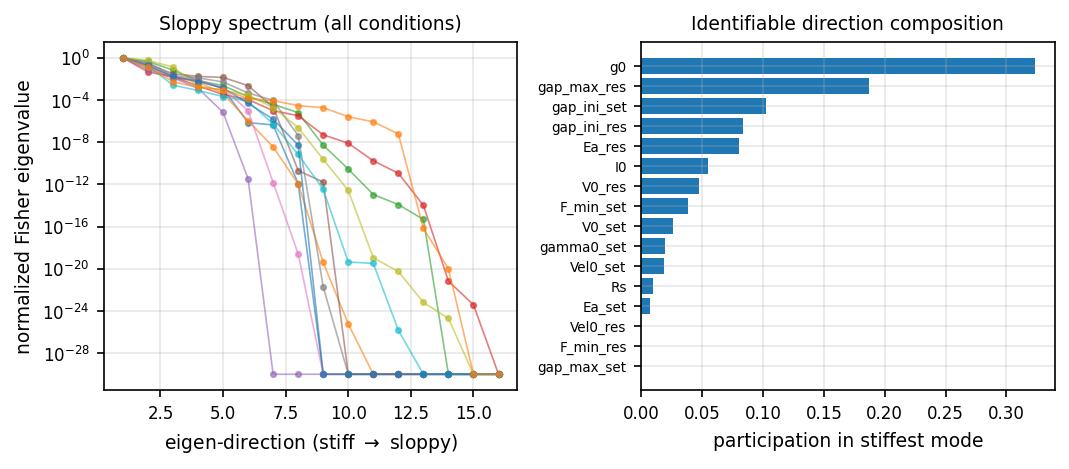 Sloppy spectrum (all conditions)
normalized Fisher eigenvalue
10^0
10^-4
10^-8
10^-12
10^-16
10^-20
10^-24
10^-28
2.5 5.0 7.5 10.0 12.5 15.0
eigen-direction (stiff → sloppy)
Identifiable direction composition
g0
gap_max_res
gap_ini_set
gap_ini_res
Ea_res
I0
V0_res
F_min_set
V0_set
gamma0_set
Vel0_set
Rs
Ea_set
Vel0_res
F_min_res
gap_max_set
0.00 0.05 0.10 0.15 0.20 0.25 0.30
participation in stiffest mode